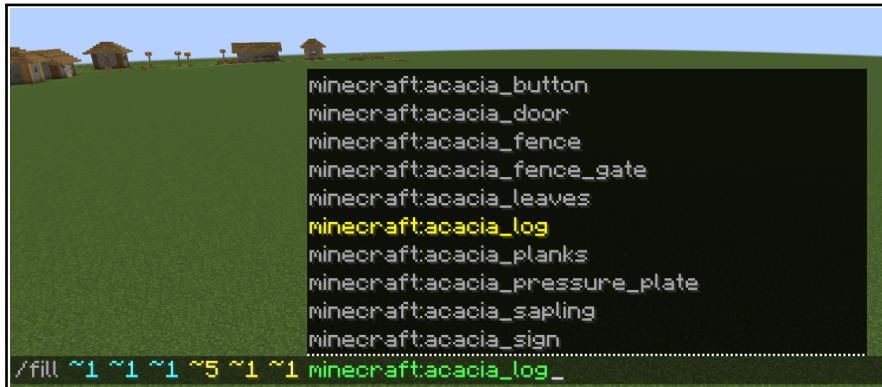 minecraft:acacia_button
minecraft:acacia_door
minecraft:acacia_fence
minecraft:acacia_fence_gate
minecraft:acacia_leaves
minecraft:acacia_log
minecraft:acacia_planks
minecraft:acacia_pressure_plate
minecraft:acacia_sapling
minecraft:acacia_sign
/fill ~1 ~1 ~1 ~5 ~1 ~1 minecraft:acacia_log_